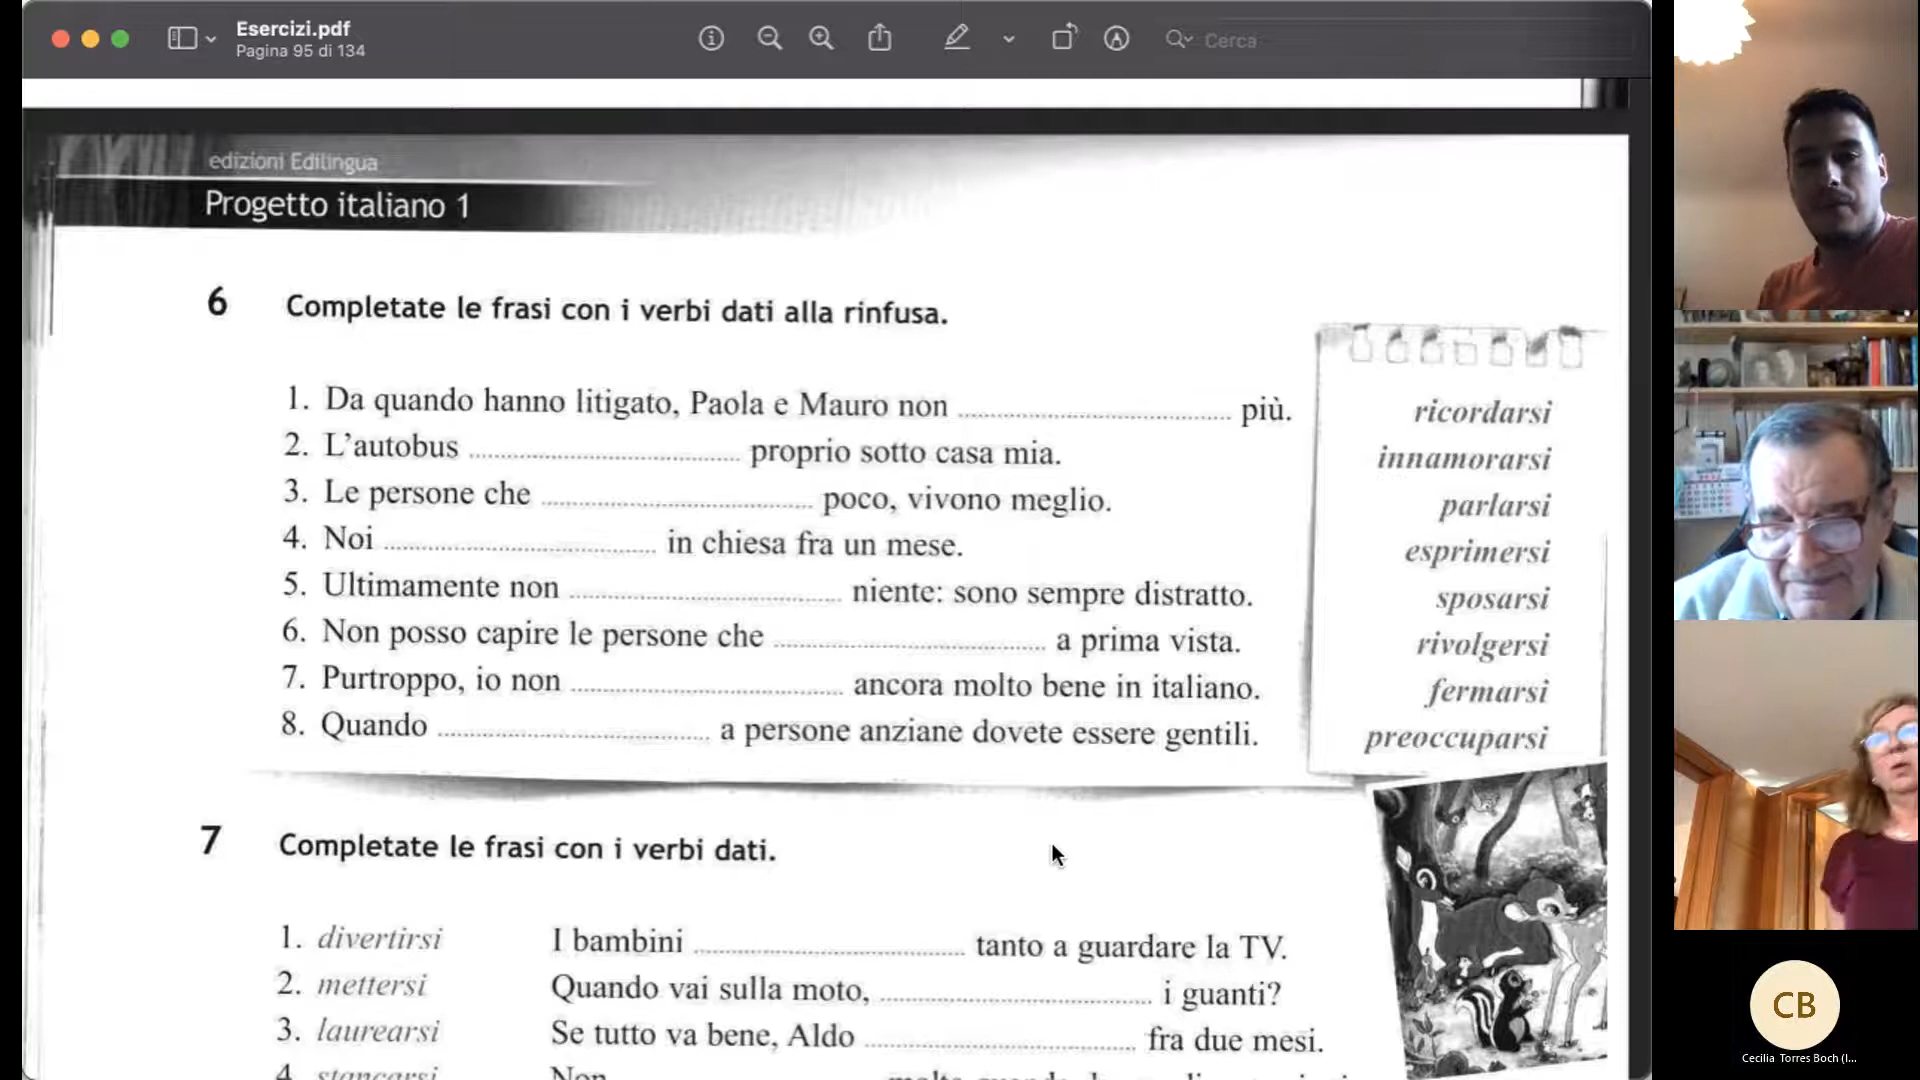 Esercizi.pdf
Pagina 95 di 134
Cerca
edizioni Edilingua
Progetto italiano 1
6 Completate le frasi con i verbi dati alla rinfusa.
1. Da quando hanno litigato, Paola e Mauro non ........................ più.
2. L'autobus ........................ proprio sotto casa mia.
3. Le persone che ........................ poco, vivono meglio.
4. Noi ........................ in chiesa fra un mese.
5. Ultimamente non ........................ niente: sono sempre distratto.
6. Non posso capire le persone che ........................ a prima vista.
7. Purtroppo, io non ........................ ancora molto bene in italiano.
8. Quando ........................ a persone anziane dovete essere gentili.
ricordarsi
innamorarsi
parlarsi
esprimersi
sposarsi
rivolgersi
fermarsi
preoccuparsi
7 Completate le frasi con i verbi dati.
1. divertirsi I bambini ........................ tanto a guardare la TV.
2. mettersi Quando vai sulla moto, ........................ i guanti?
3. laurearsi Se tutto va bene, Aldo ........................ fra due mesi.
4. stancarsi Non
CB
Cecilia Torres Boch (I...